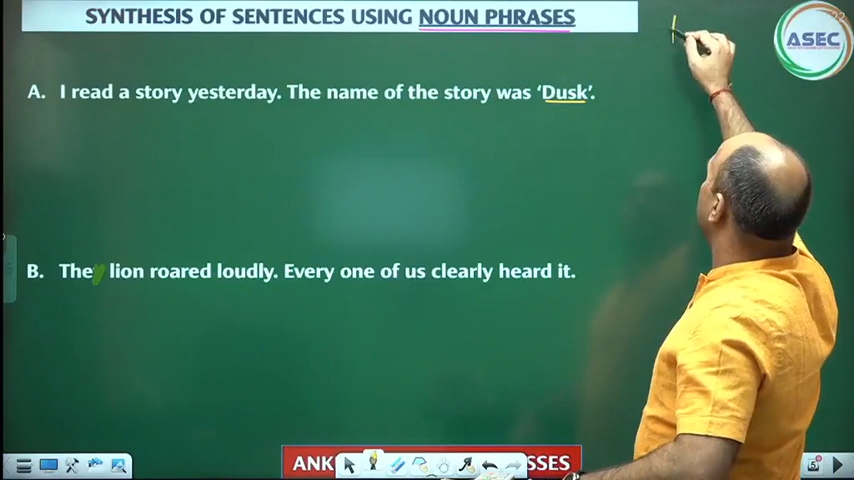 SYNTHESIS OF SENTENCES USING NOUN PHRASES
ASEC
A. I read a story yesterday. The name of the story was ‘Dusk’.
B. The lion roared loudly. Every one of us clearly heard it.
ANK
SSES